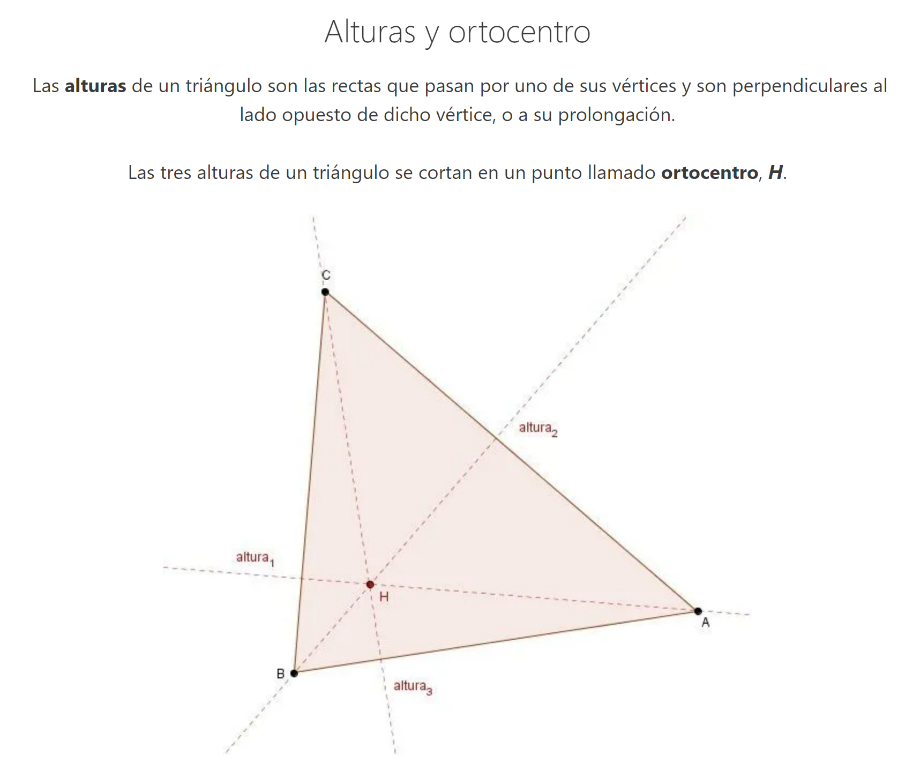 Alturas y ortocentro
Las alturas de un triángulo son las rectas que pasan por uno de sus vértices y son perpendiculares al
lado opuesto de dicho vértice, o a su prolongación.
Las tres alturas de un triángulo se cortan en un punto llamado ortocentro, H.
C
altura2
altura1
H
A
B
altura3